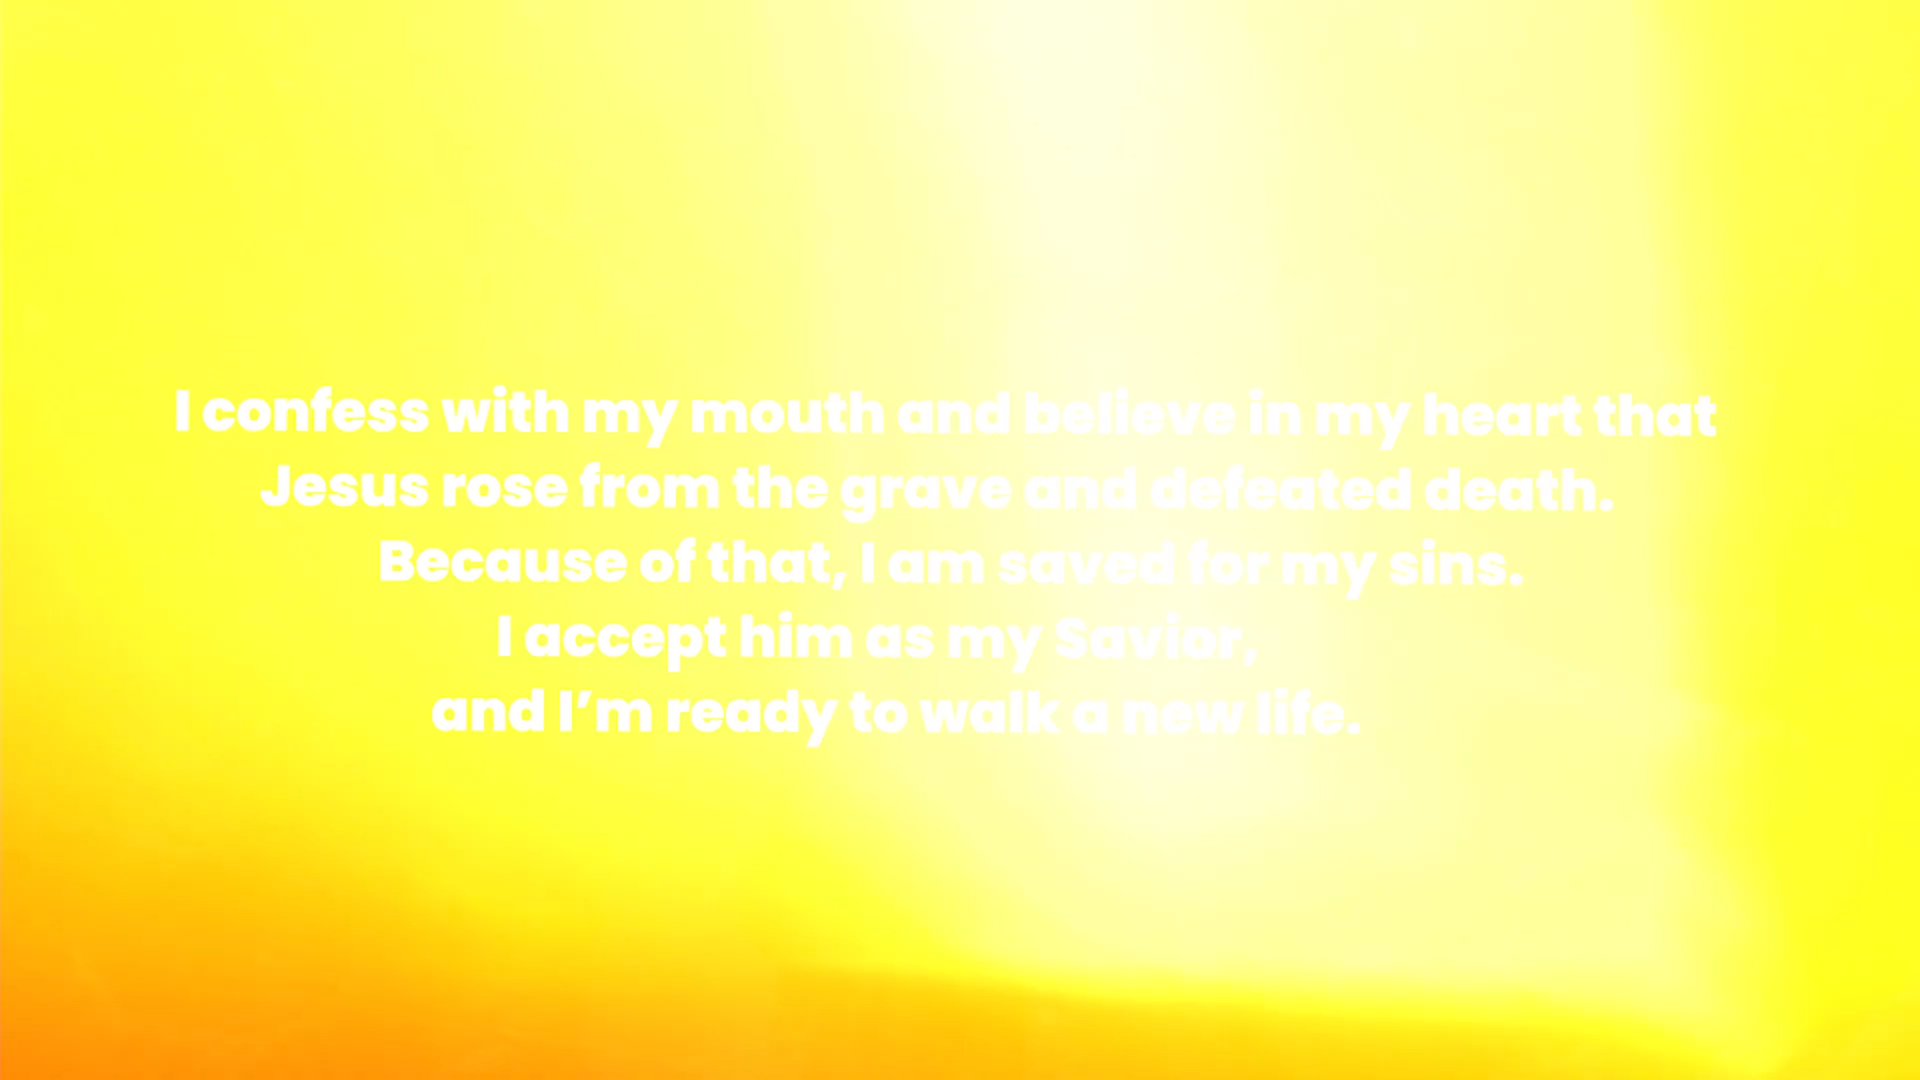 I confess with my mouth and believe in my heart that
Jesus rose from the grave and defeated death.
Because of that, I am saved for my sins.
I accept him as my Savior,
and I’m ready to walk a new life.